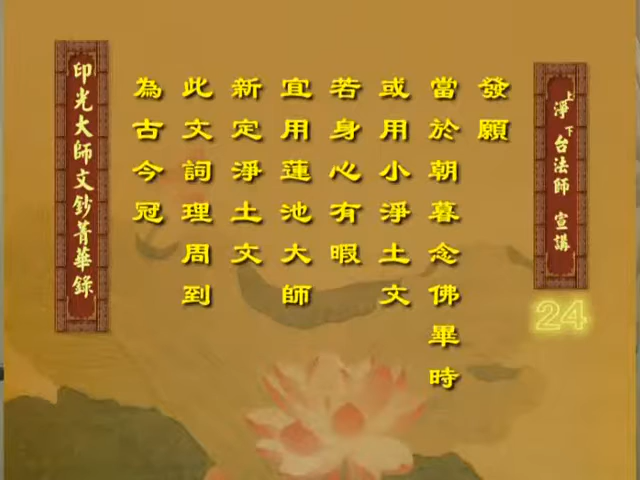 上淨下台法師 宣講
24
發願
當於朝暮念佛畢時
或用小淨土文
若身心有暇
宜用蓮池大師
新定淨土文
此文詞理周到
為古今冠
印光大師文鈔菁華錄